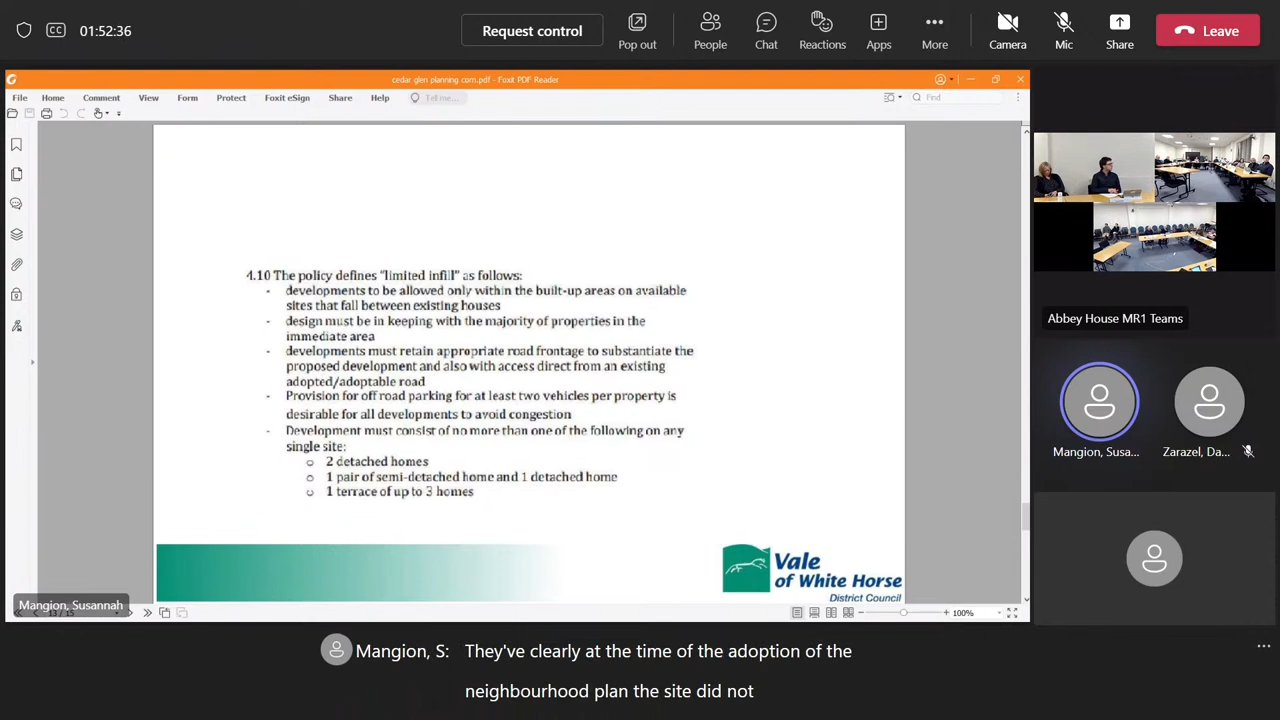 01:52:36
Request control
Pop out
People
Chat
Reactions
Apps
More
Camera
Mic
Share
Leave
cedar glen planning com.pdf - Foxit PDF Reader
File Home Comment View Form Protect Foxit eSign Share Help Tell me... Find
4.10 The policy defines "limited infill" as follows:
- developments to be allowed only within the built-up areas on available
sites that fall between existing houses
- design must be in keeping with the majority of properties in the
immediate area
- developments must retain appropriate road frontage to substantiate the
proposed development and also with access direct from an existing
adopted/adoptable road
- Provision for off road parking for at least two vehicles per property is
desirable for all developments to avoid congestion
- Development must consist of no more than one of the following on any
single site:
o 2 detached homes
o 1 pair of semi-detached home and 1 detached home
o 1 terrace of up to 3 homes
Vale
of White Horse
District Council
Mangion, Susannah
100%
Abbey House MR1 Teams
Mangion, Susa...
Zarazel, Da...
Mangion, S: They've clearly at the time of the adoption of the
neighbourhood plan the site did not